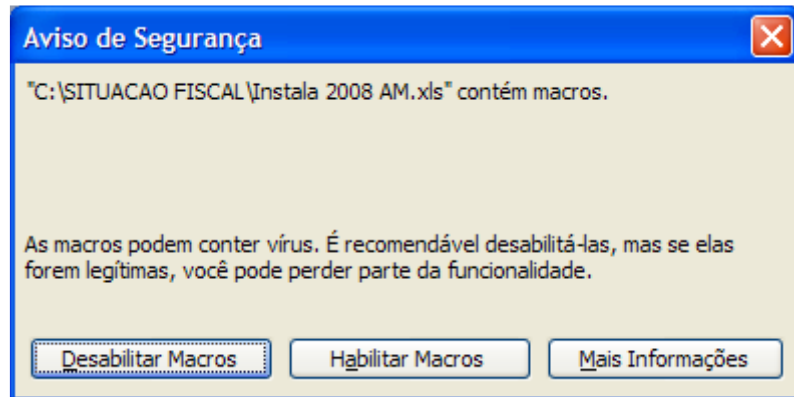 Aviso de Segurança
"C:\SITUACAO FISCAL\Instala 2008 AM.xls" contém macros.
As macros podem conter vírus. É recomendável desabilitá-las, mas se elas
forem legítimas, você pode perder parte da funcionalidade.
Desabilitar Macros Habilitar Macros Mais Informações